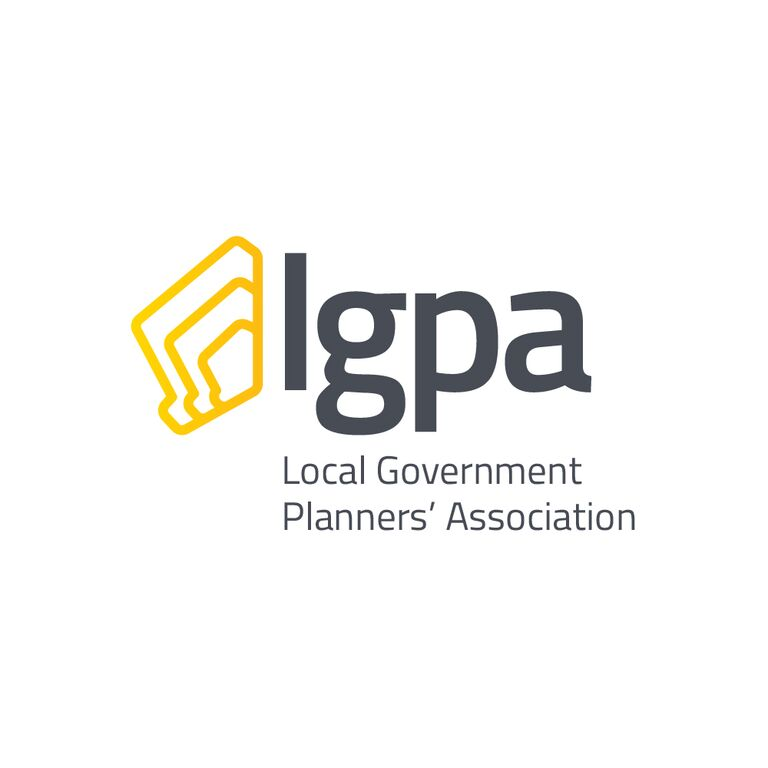 lgpa
Local Government
Planners’ Association